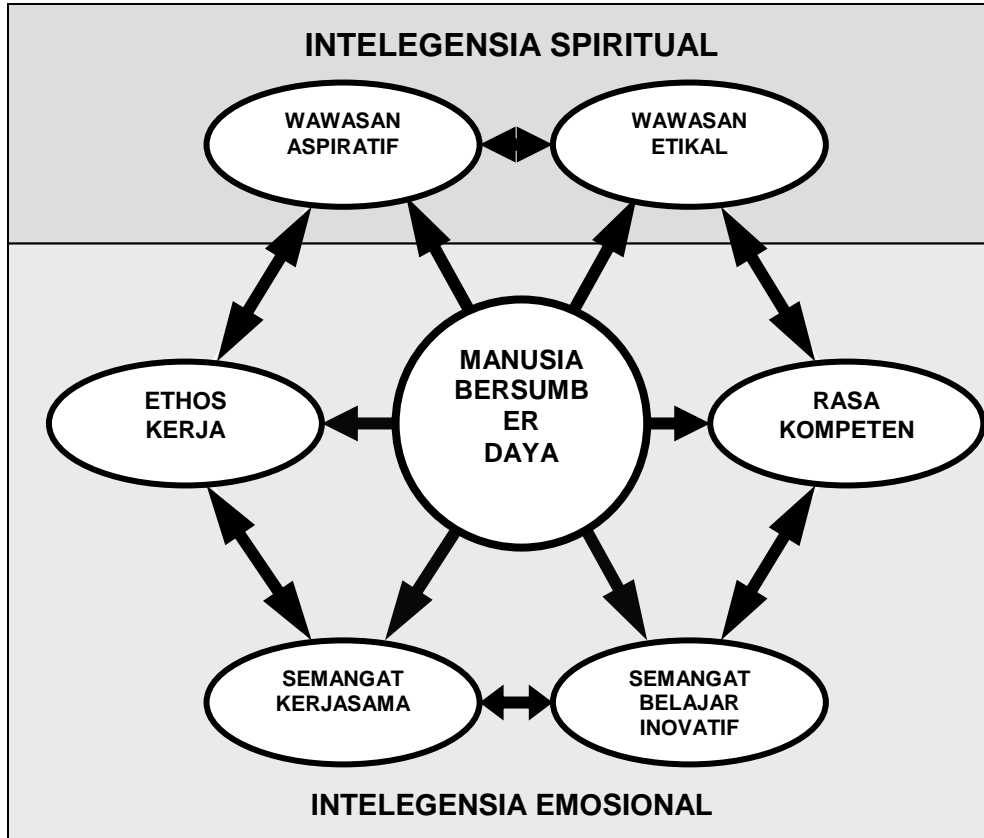 INTELEGENSIA SPIRITUAL
WAWASAN
ASPIRATIF
WAWASAN
ETIKAL
MANUSIA
BERSUMB
ER
DAYA
ETHOS
KERJA
RASA
KOMPETEN
SEMANGAT
KERJASAMA
SEMANGAT
BELAJAR
INOVATIF
INTELEGENSIA EMOSIONAL